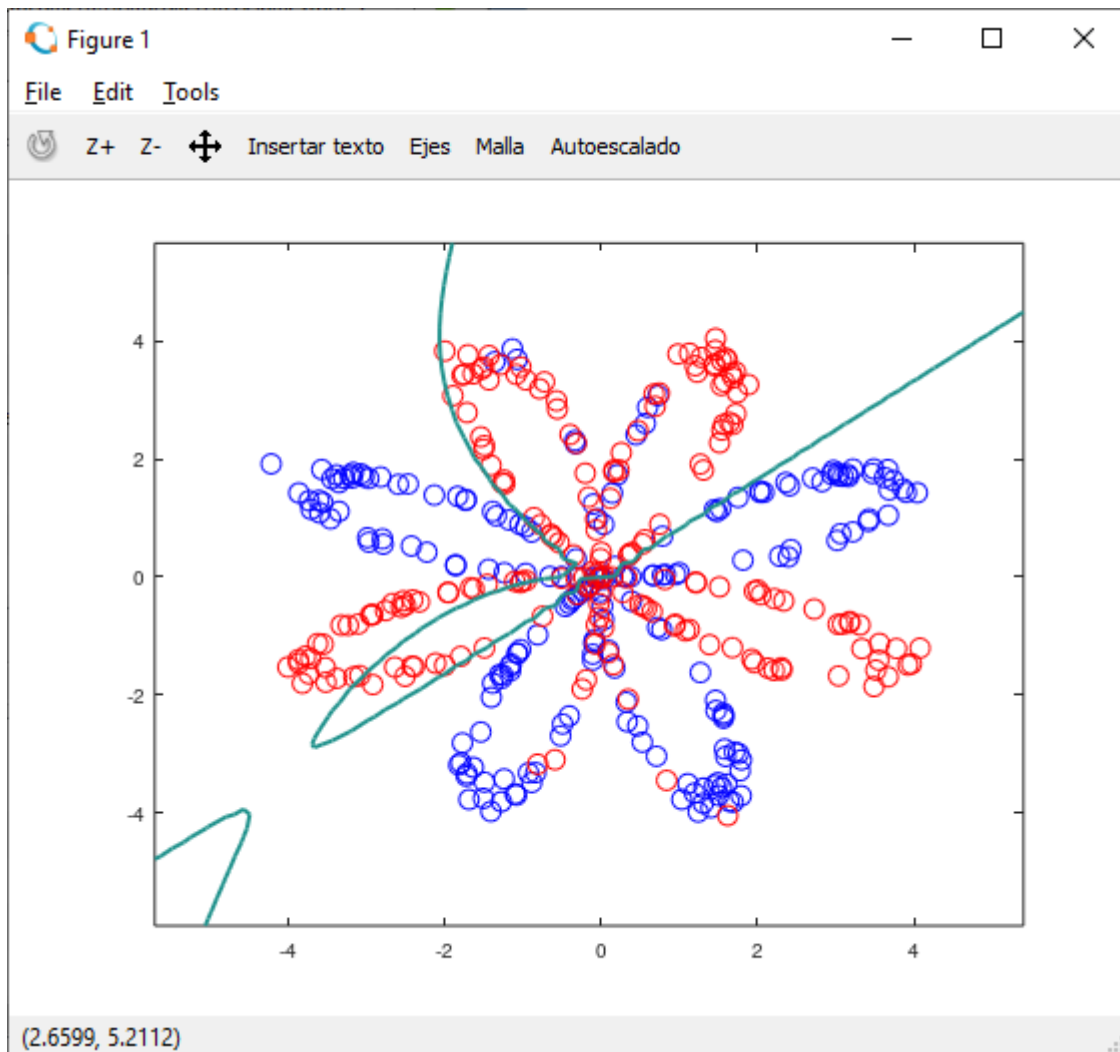 Figure 1
File Edit Tools
Z+ Z- Insertar texto Ejes Malla Autoescalado
4
2
0
-2
-4
-4 -2 0 2 4
(2.6599, 5.2112)